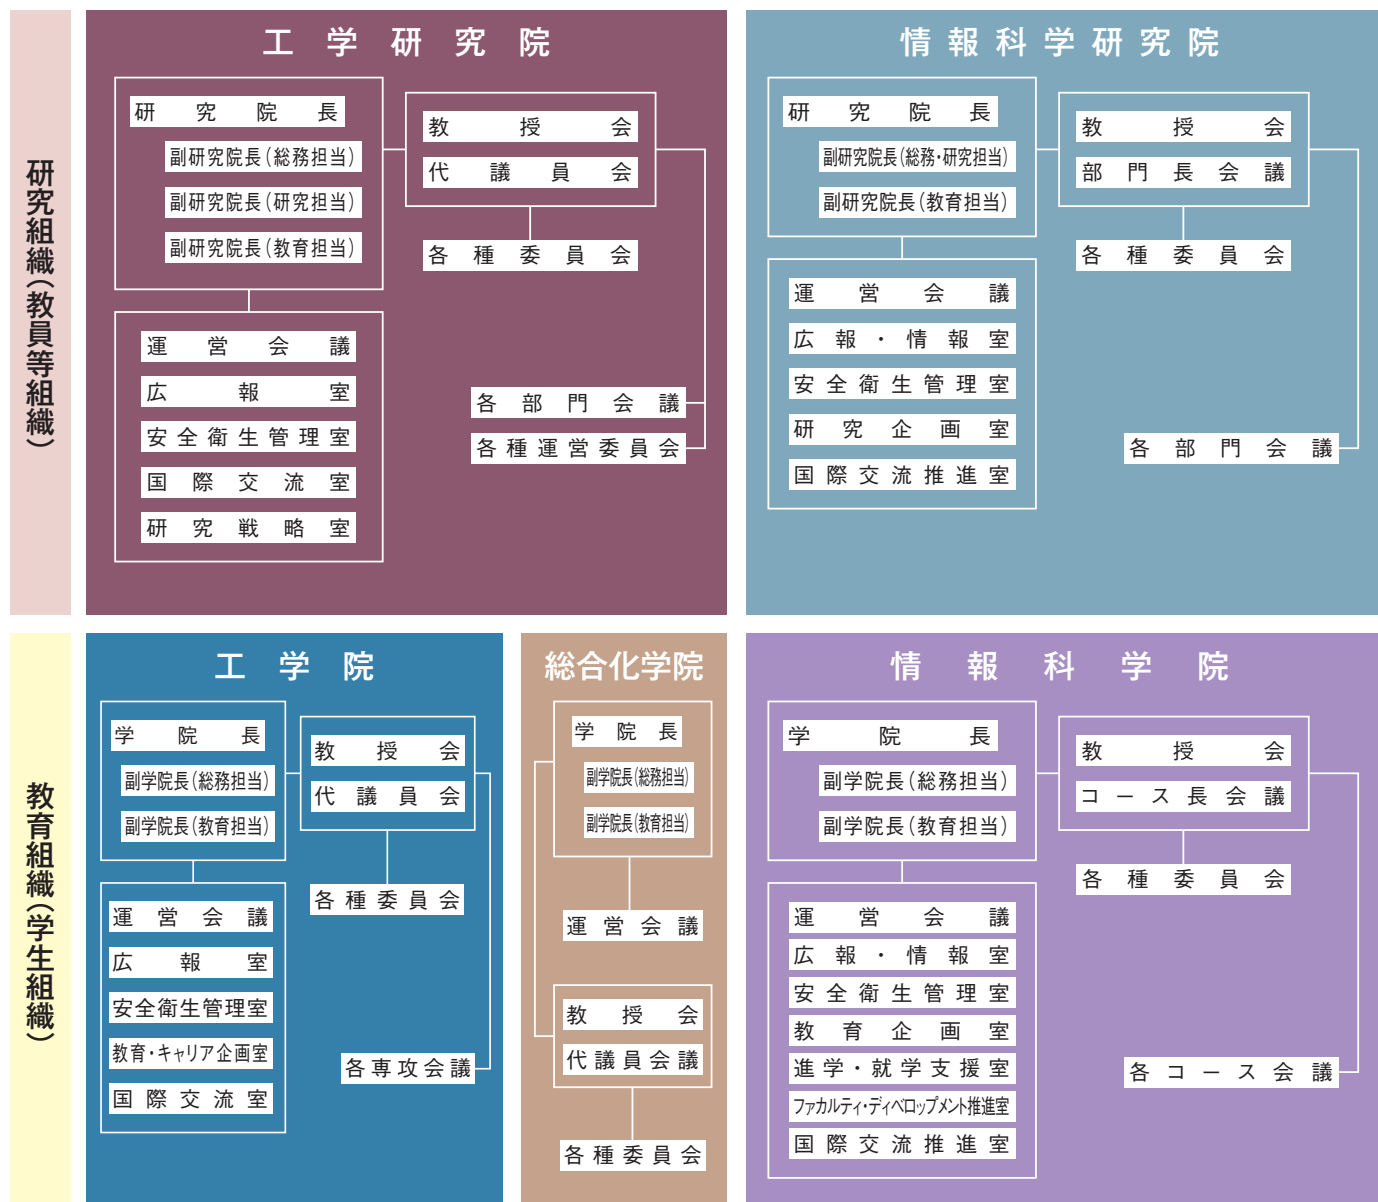 研究組織(教員等組織)
工学研究院
研究院長
副研究院長(総務担当)
副研究院長(研究担当)
副研究院長(教育担当)
教授会
代議員会
各種委員会
運営会議
広報室
安全衛生管理室
国際交流室
研究戦略室
各部門会議
各種運営委員会
情報科学研究院
研究院長
副研究院長(総務・研究担当)
副研究院長(教育担当)
教授会
部門長会議
各種委員会
運営会議
広報・情報室
安全衛生管理室
研究企画室
国際交流推進室
各部門会議
教育組織(学生組織)
工学院
学院長
副学院長(総務担当)
副学院長(教育担当)
教授会
代議員会
各種委員会
運営会議
広報室
安全衛生管理室
教育・キャリア企画室
国際交流室
各専攻会議
総合化学院
学院長
副学院長(総務担当)
副学院長(教育担当)
運営会議
教授会
代議員会議
各種委員会
情報科学院
学院長
副学院長(総務担当)
副学院長(教育担当)
教授会
コース長会議
各種委員会
運営会議
広報・情報室
安全衛生管理室
教育企画室
進学・就学支援室
ファカルティ・ディベロップメント推進室
国際交流推進室
各コース会議